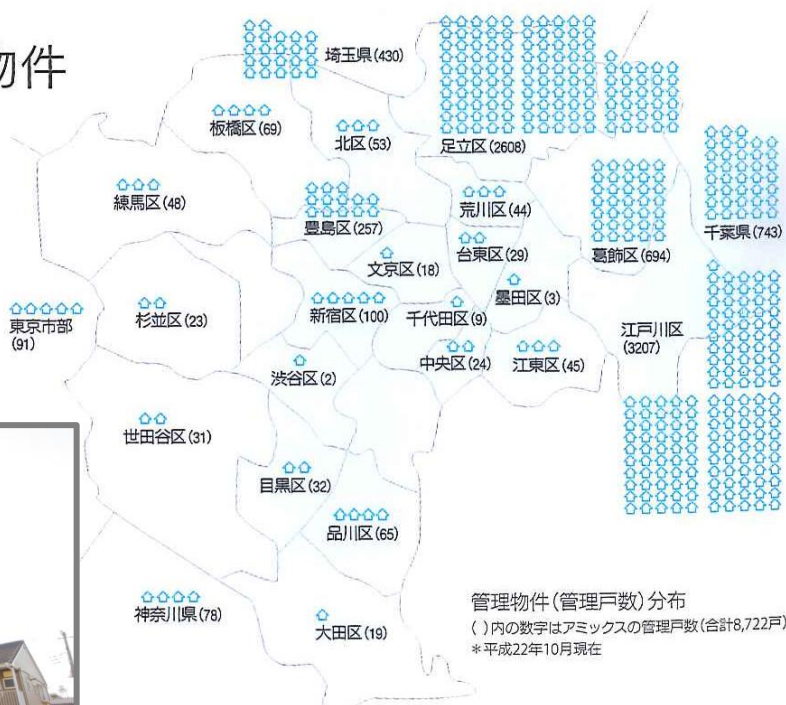 物件
埼玉県(430)
板橋区(69)
北区(53)
足立区(2608)
練馬区(48)
豊島区(257)
荒川区(44)
葛飾区(694)
千葉県(743)
文京区(18)
台東区(29)
墨田区(3)
東京市部
(91)
杉並区(23)
新宿区(100)
千代田区(9)
江戸川区
(3207)
渋谷区(2)
中央区(24)
江東区(45)
世田谷区(31)
目黒区(32)
品川区(65)
神奈川県(78)
大田区(19)
管理物件(管理戸数)分布
( )内の数字はアミックスの管理戸数(合計8,722戸)
*平成22年10月現在